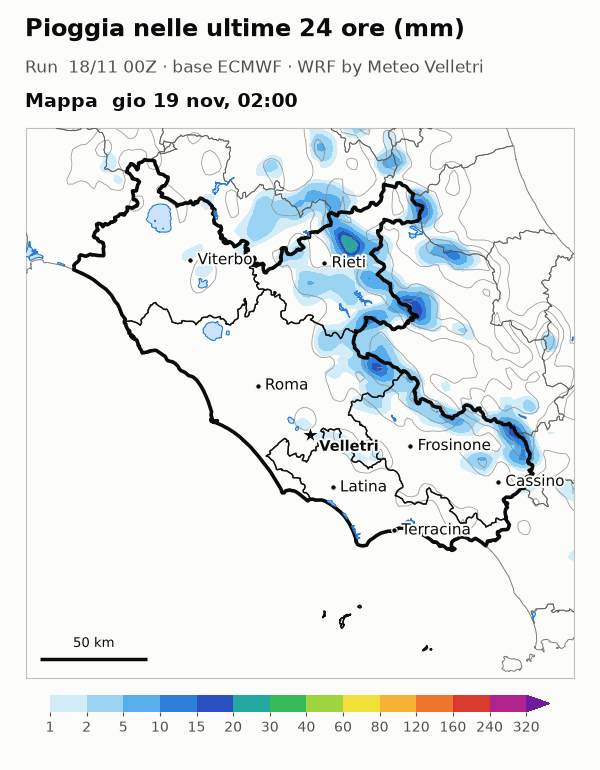 Pioggia nelle ultime 24 ore (mm)
Run 18/11 00Z · base ECMWF · WRF by Meteo Velletri
Mappa gio 19 nov, 02:00
Viterbo
Rieti
Roma
Velletri
Frosinone
Latina
Cassino
Terracina
50 km
1 2 5 10 15 20 30 40 60 80 120 160 240 320